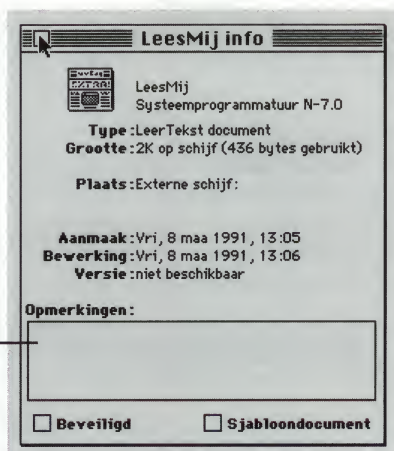 LeesMij info
LeesMij
Systeemprogrammatuur N-7.0
Type:LeerTekst document
Grootte:2K op schijf (436 bytes gebruikt)
Plaats:Externe schijf:
Aanmaak:Vri, 8 maa 1991, 13:05
Bewerking:Vri, 8 maa 1991, 13:06
Versie:niet beschikbaar
Opmerkingen:
Beveiligd Sjabloondocument